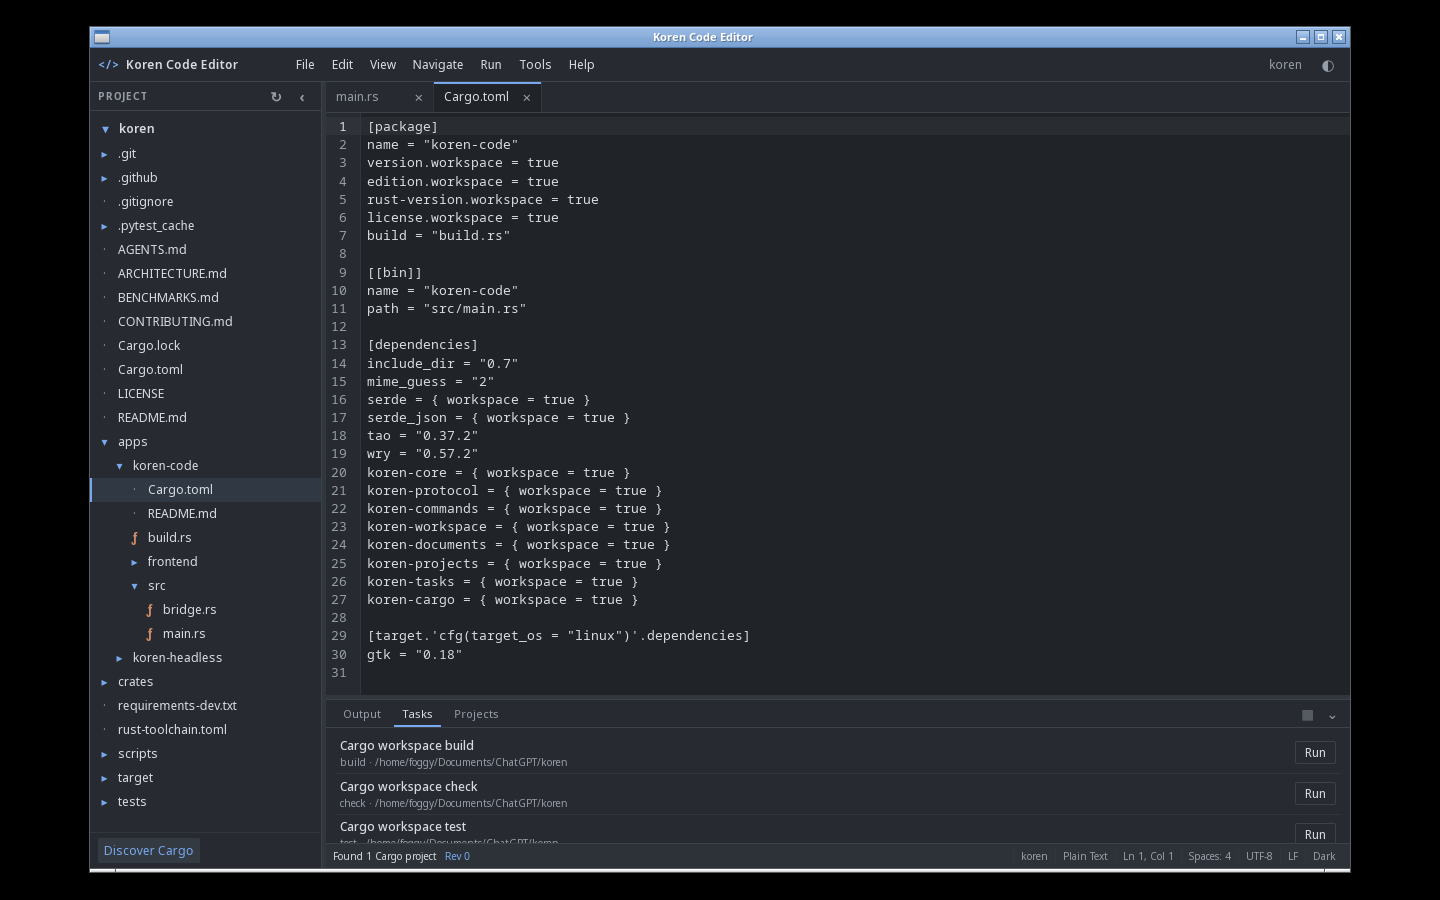 Koren Code Editor
</> Koren Code Editor File Edit View Navigate Run Tools Help koren
PROJECT
koren
.git
.github
.gitignore
.pytest_cache
AGENTS.md
ARCHITECTURE.md
BENCHMARKS.md
CONTRIBUTING.md
Cargo.lock
Cargo.toml
LICENSE
README.md
apps
koren-code
Cargo.toml
README.md
build.rs
frontend
src
bridge.rs
main.rs
koren-headless
crates
requirements-dev.txt
rust-toolchain.toml
scripts
target
tests
Discover Cargo
main.rs × Cargo.toml ×
1 [package]
2 name = "koren-code"
3 version.workspace = true
4 edition.workspace = true
5 rust-version.workspace = true
6 license.workspace = true
7 build = "build.rs"
8
9 [[bin]]
10 name = "koren-code"
11 path = "src/main.rs"
12
13 [dependencies]
14 include_dir = "0.7"
15 mime_guess = "2"
16 serde = { workspace = true }
17 serde_json = { workspace = true }
18 tao = "0.37.2"
19 wry = "0.57.2"
20 koren-core = { workspace = true }
21 koren-protocol = { workspace = true }
22 koren-commands = { workspace = true }
23 koren-workspace = { workspace = true }
24 koren-documents = { workspace = true }
25 koren-projects = { workspace = true }
26 koren-tasks = { workspace = true }
27 koren-cargo = { workspace = true }
28
29 [target.'cfg(target_os = "linux")'.dependencies]
30 gtk = "0.18"
31
Output Tasks Projects
Cargo workspace build
build · /home/foggy/Documents/ChatGPT/koren
Run
Cargo workspace check
check · /home/foggy/Documents/ChatGPT/koren
Run
Cargo workspace test
test · /home/foggy/Documents/ChatGPT/koren
Run
Found 1 Cargo project Rev 0 koren Plain Text Ln 1, Col 1 Spaces: 4 UTF-8 LF Dark